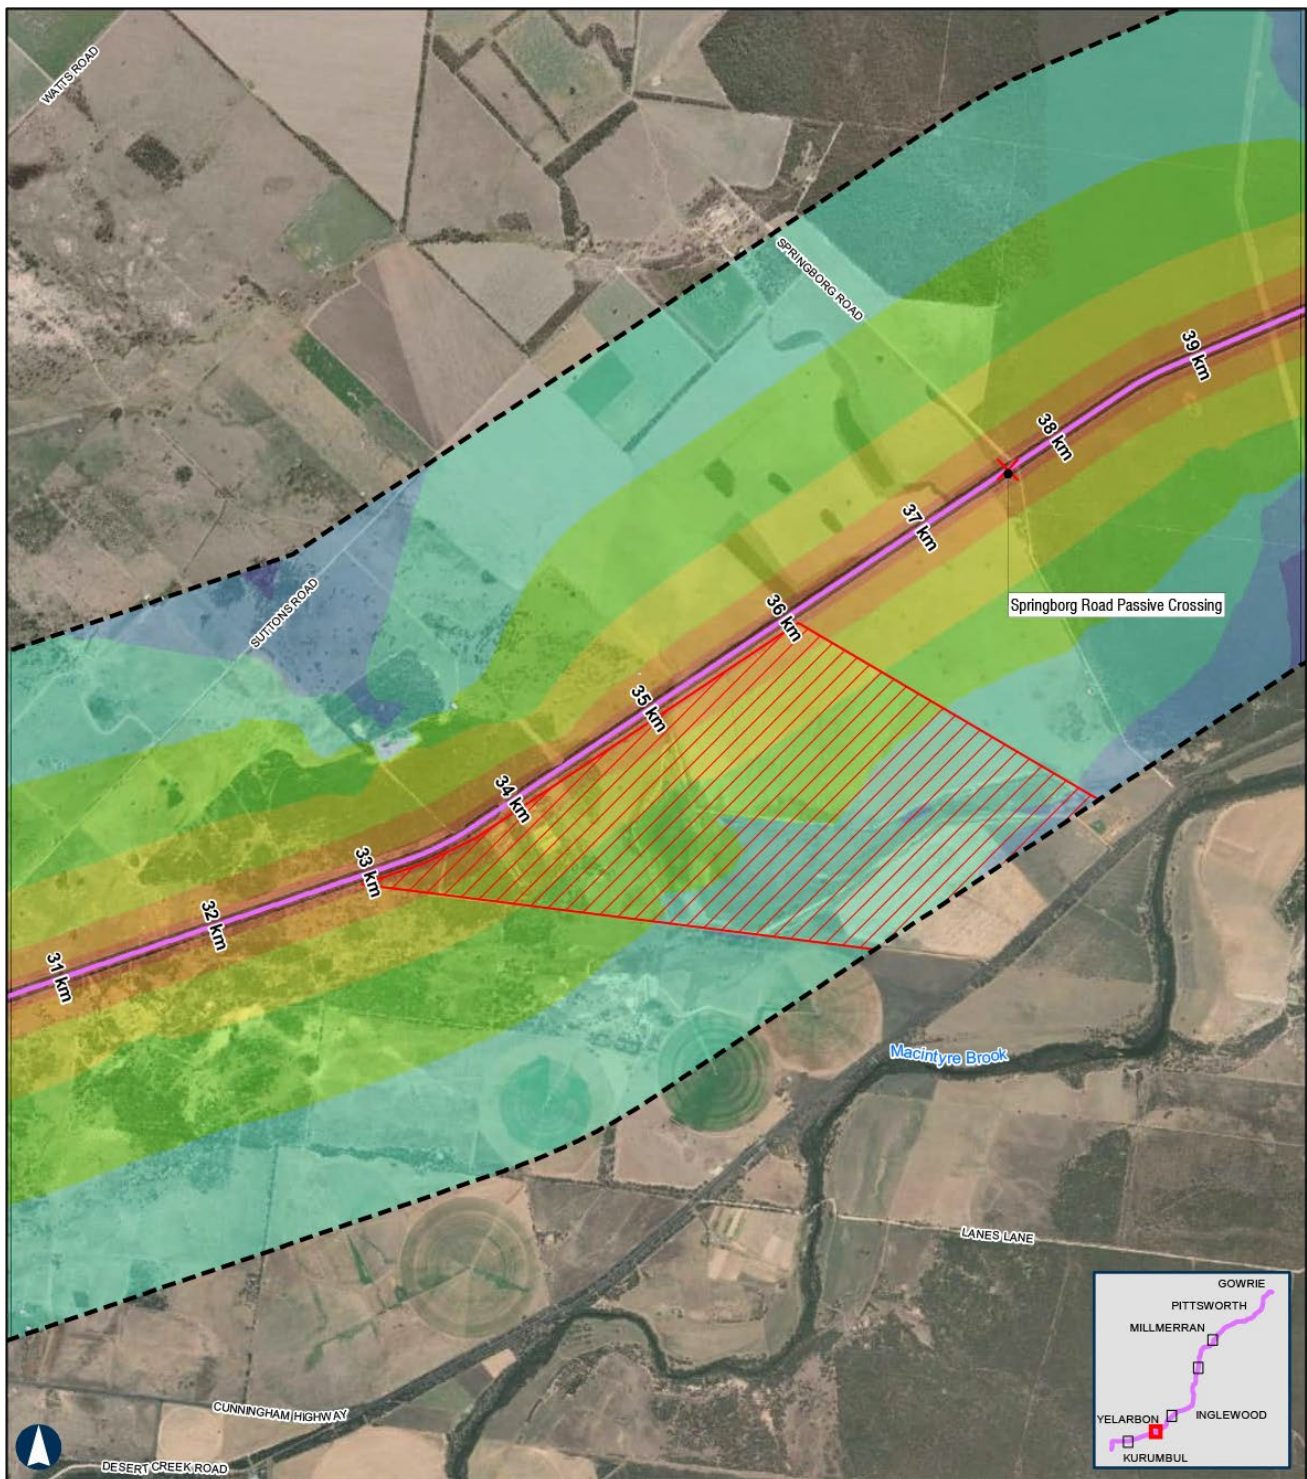 WATTS ROAD
SPRINGBORG ROAD
39 km
38 km
37 km
Springborg Road Passive Crossing
SUTTONS ROAD
36 km
35 km
34 km
33 km
32 km
31 km
Macintyre Brook
LANES LANE
CUNNINGHAM HIGHWAY
DESERT CREEK ROAD
GOWRIE
PITTSWORTH
MILLMERRAN
YELARBON
INGLEWOOD
KURUMBUL